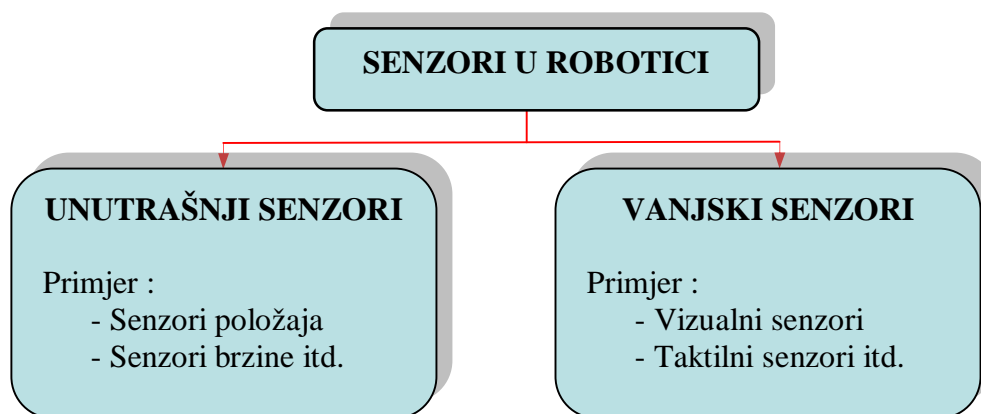 SENZORI U ROBOTICI
UNUTRAŠNJI SENZORI
Primjer :
- Senzori položaja
- Senzori brzine itd.
VANJSKI SENZORI
Primjer :
- Vizualni senzori
- Taktilni senzori itd.